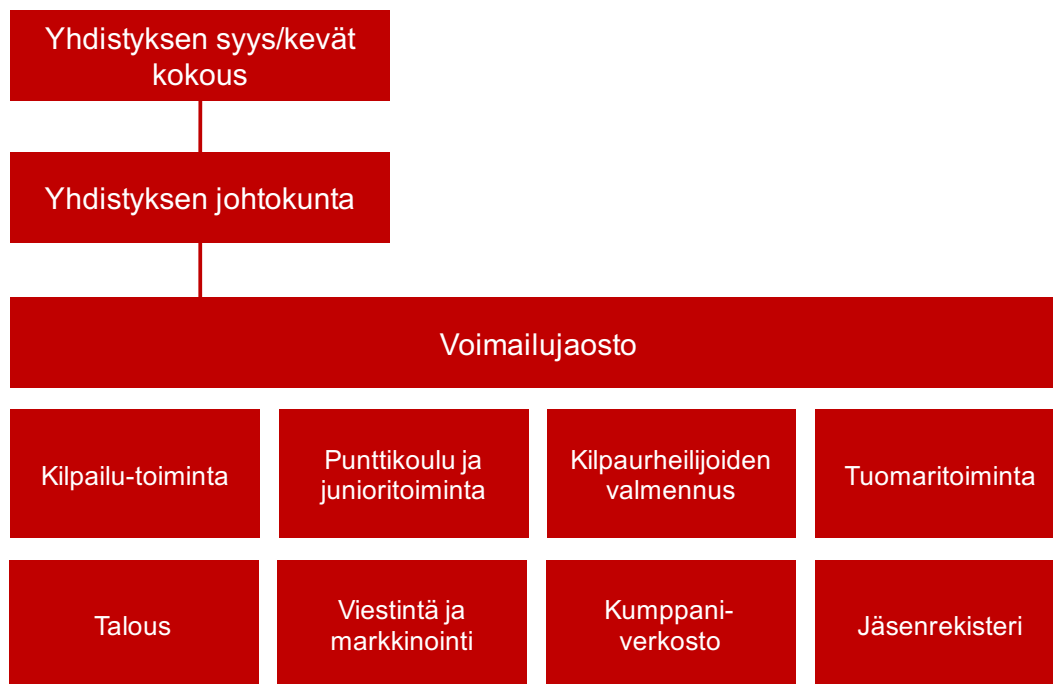 Yhdistyksen syys/kevät
kokous
Yhdistyksen johtokunta
Voimailujaosto
Kilpailu-toiminta
Punttikoulu ja
junioritoiminta
Kilpaurheilijoiden
valmennus
Tuomaritoiminta
Talous
Viestintä ja
markkinointi
Kumppani-
verkosto
Jäsenrekisteri